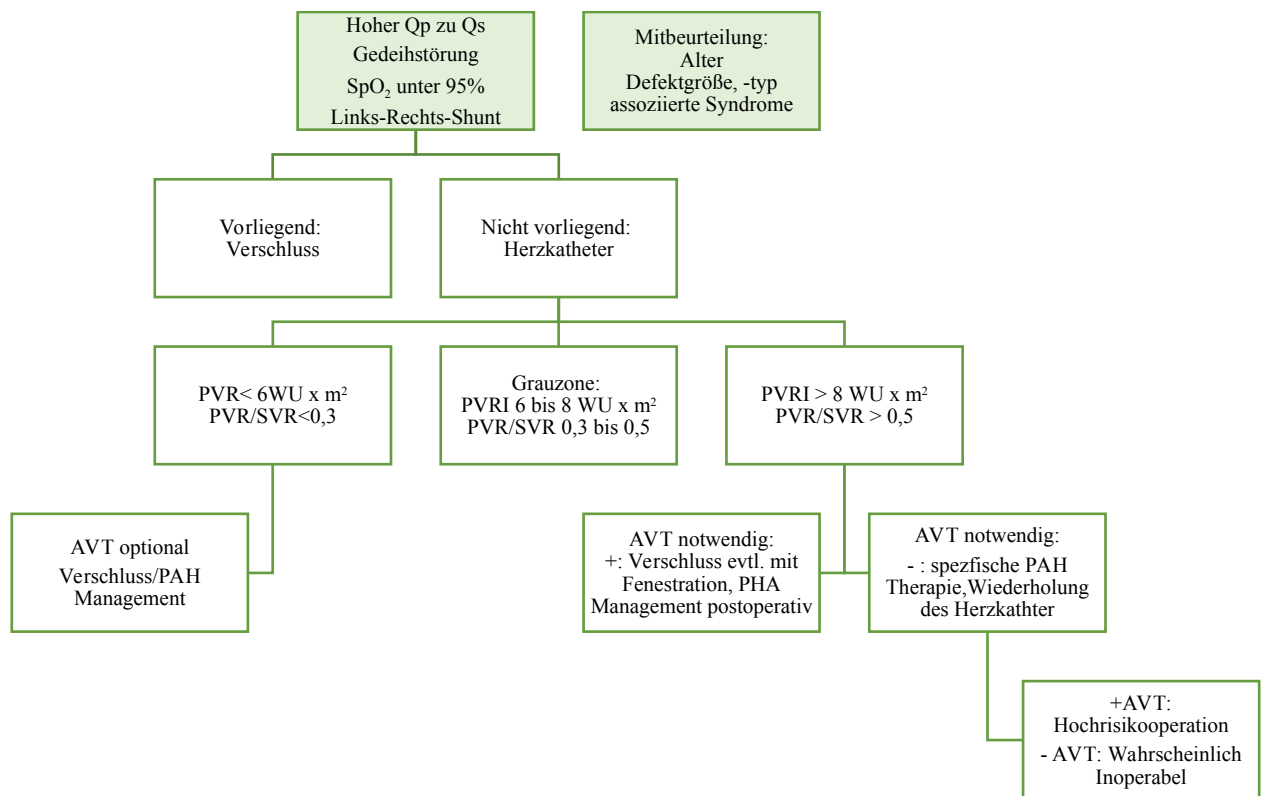 Hoher Qp zu Qs
Gedeihstörung
SpO₂ unter 95%
Links-Rechts-Shunt
Mitbeurteilung:
Alter
Defektgröße, -typ
assoziierte Syndrome
Vorliegend:
Verschluss
Nicht vorliegend:
Herzkatheter
PVR< 6WU x m²
PVR/SVR<0,3
Grauzone:
PVRI 6 bis 8 WU x m²
PVR/SVR 0,3 bis 0,5
PVRI > 8 WU x m²
PVR/SVR > 0,5
AVT optional
Verschluss/PAH
Management
AVT notwendig:
+: Verschluss evtl. mit
Fenestration, PHA
Management postoperativ
AVT notwendig:
- : spezfische PAH
Therapie,Wiederholung
des Herzkathter
+AVT:
Hochrisikooperation
- AVT: Wahrscheinlich
Inoperabel